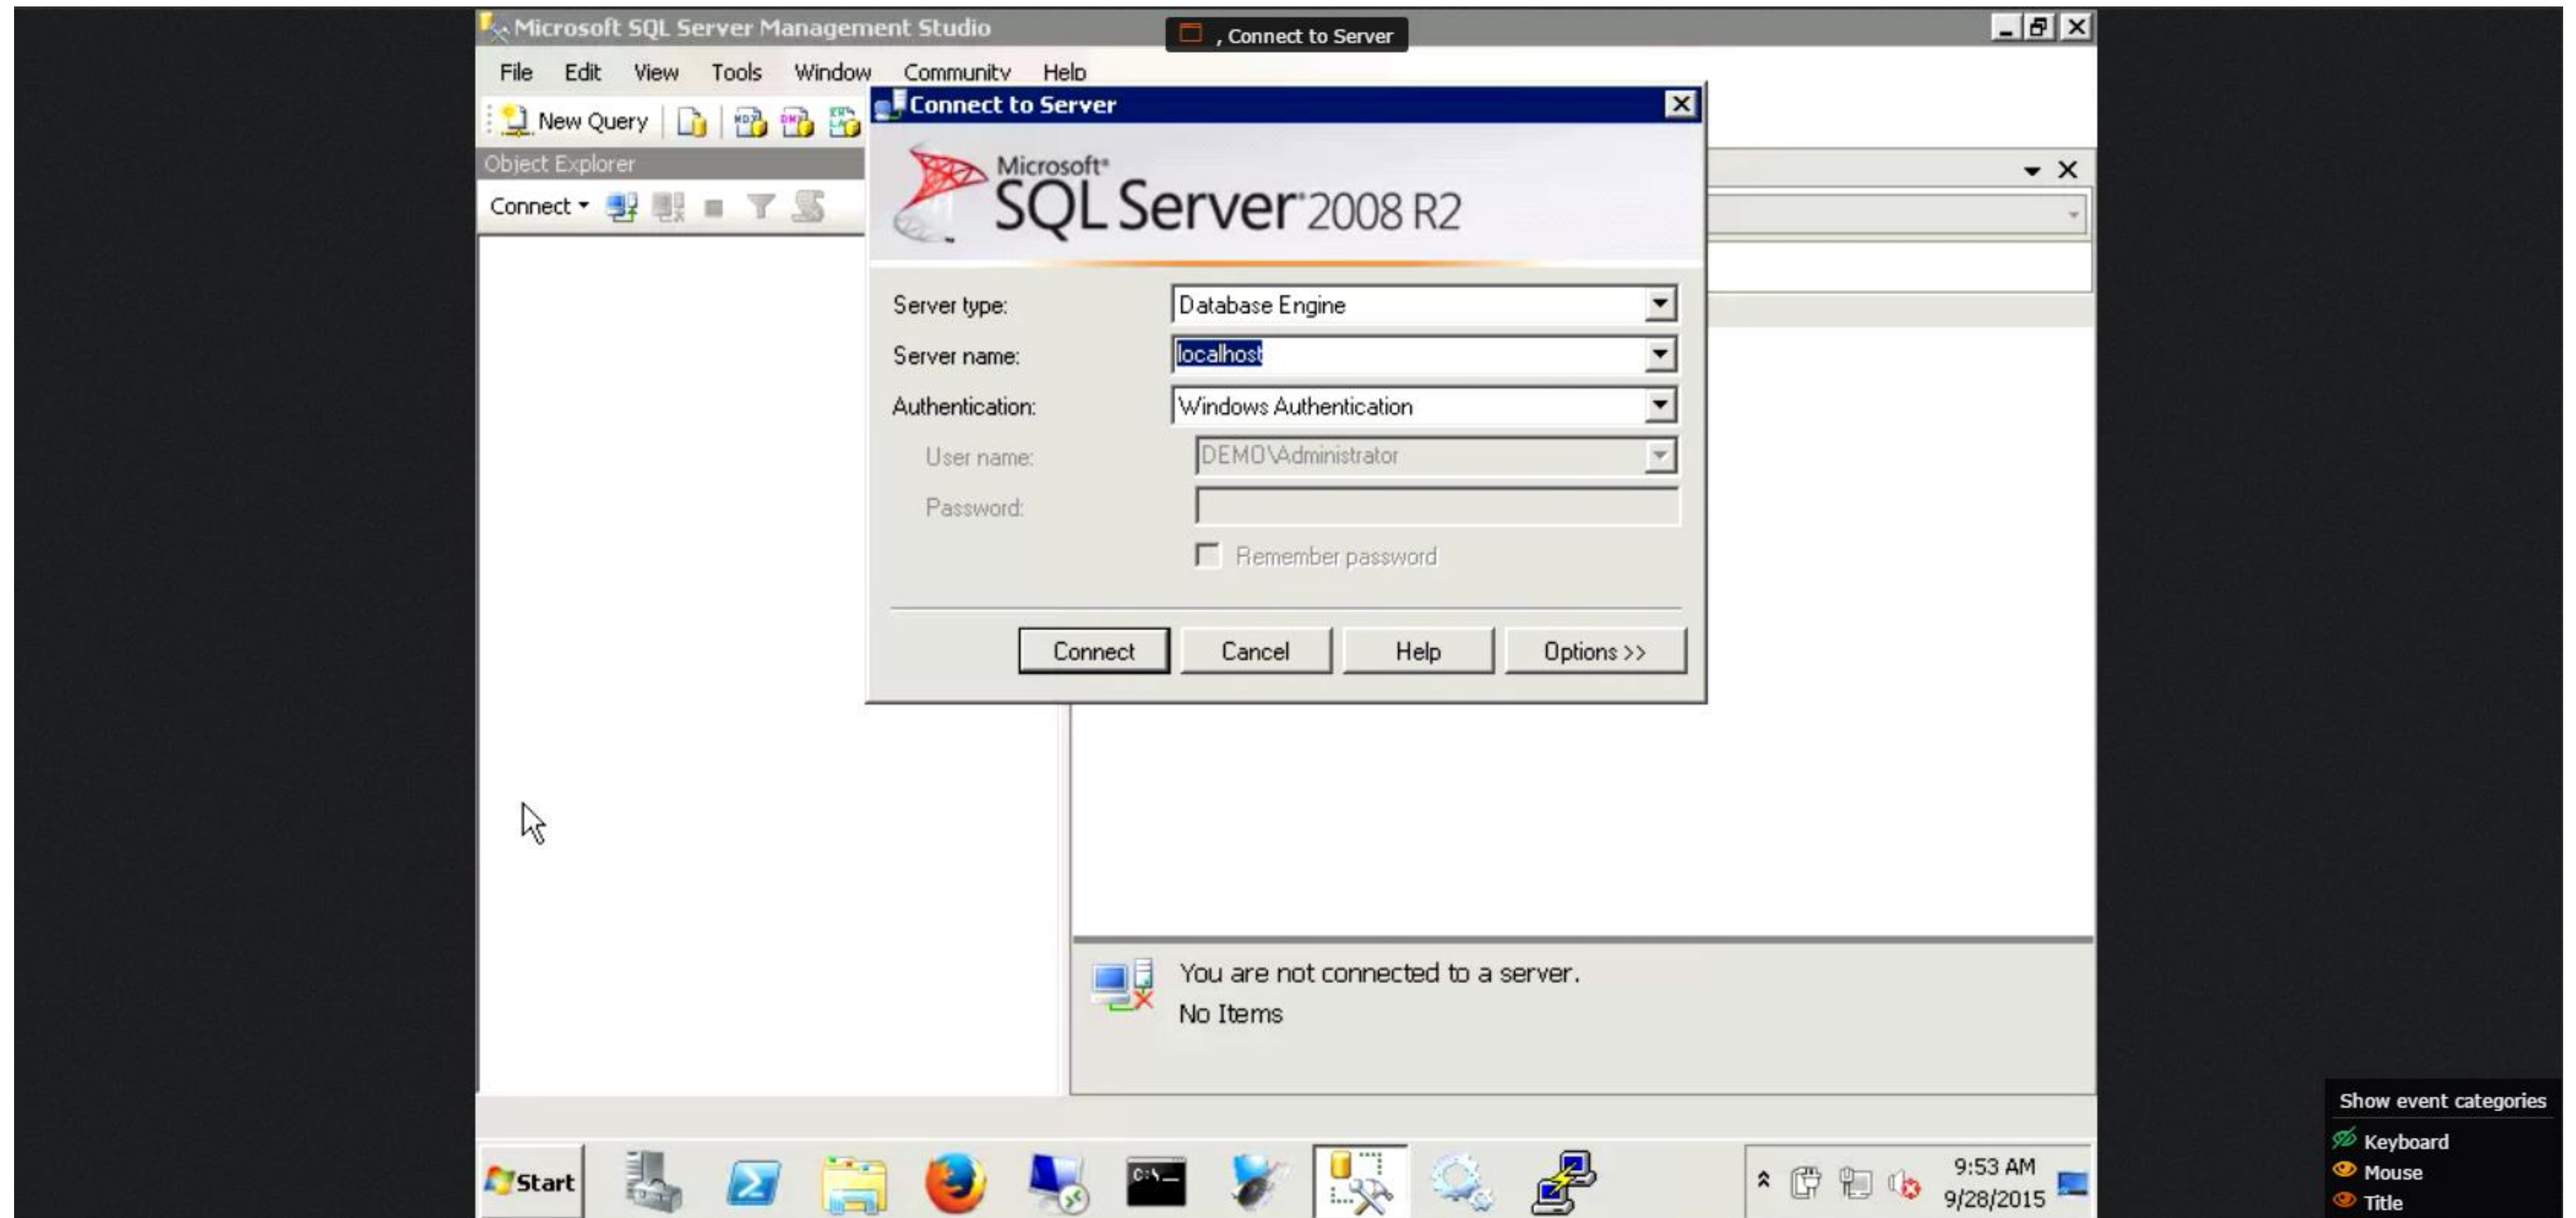 Microsoft SQL Server Management Studio
, Connect to Server
File Edit View Tools Window Community Help
New Query
Connect to Server
Object Explorer
Connect
Microsoft®
SQL Server® 2008 R2
Server type: Database Engine
Server name: localhost
Authentication: Windows Authentication
User name: DEMO\Administrator
Password:
Remember password
Connect Cancel Help Options >>
You are not connected to a server.
No Items
Show event categories
Keyboard
Mouse
Title
Start
C:\_
9:53 AM
9/28/2015